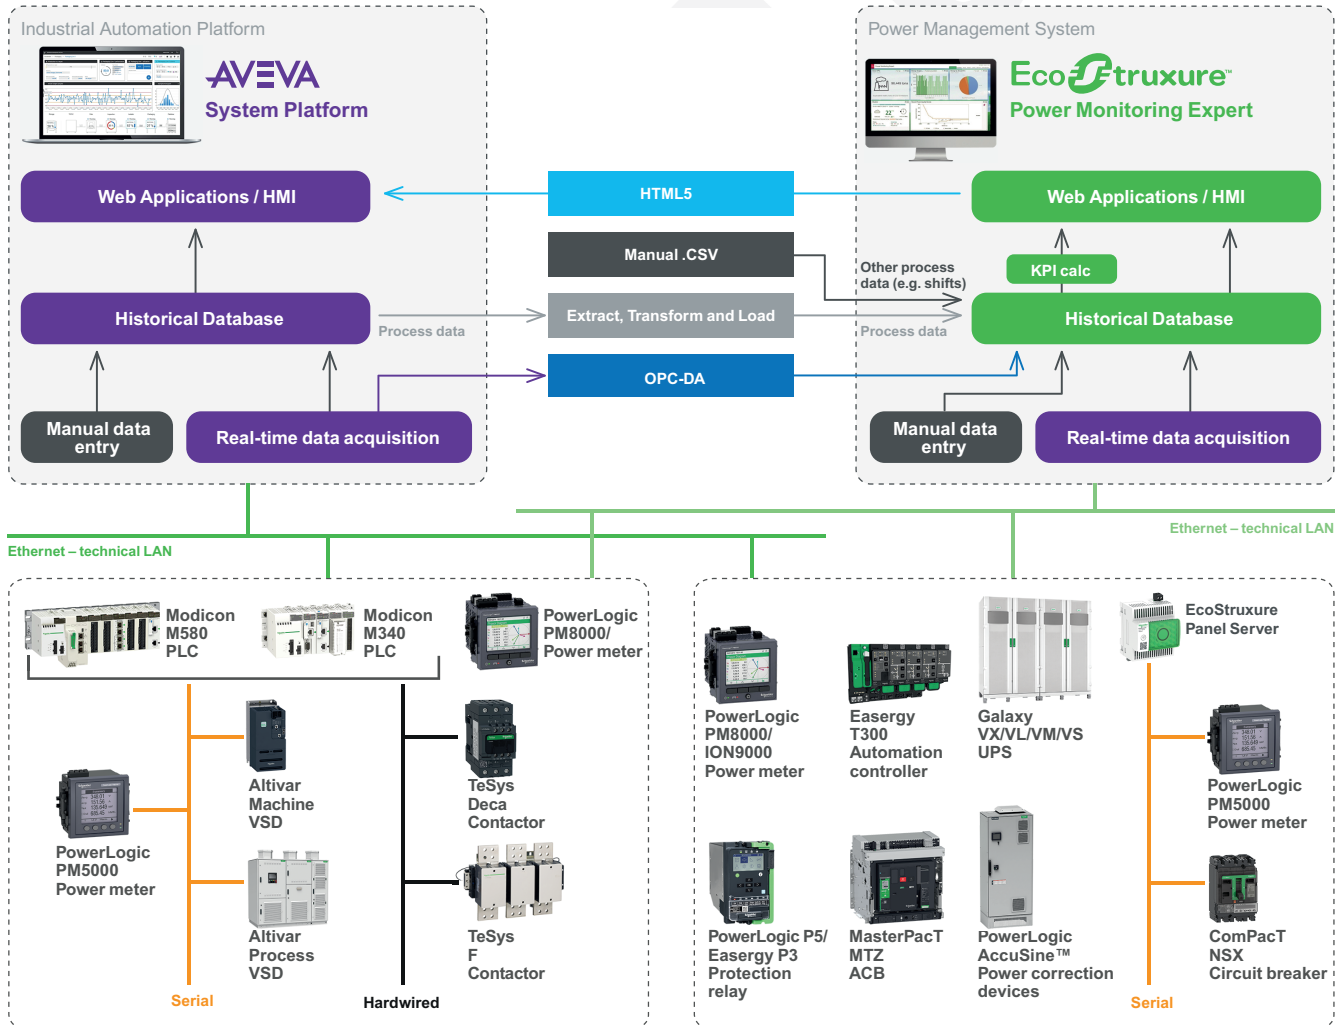 Industrial Automation Platform
AVEVA
System Platform
Web Applications / HMI
Historical Database
Process data
Manual data
entry
Real-time data acquisition
HTML5
Manual .CSV
Extract, Transform and Load
OPC-DA
Power Management System
EcoStruxure™
Power Monitoring Expert
Web Applications / HMI
KPI calc
Other process
data (e.g. shifts)
Process data
Historical Database
Manual data
entry
Real-time data acquisition
Ethernet – technical LAN
Ethernet – technical LAN
Modicon
M580
PLC
Modicon
M340
PLC
PowerLogic
PM8000/
Power meter
Altivar
Machine
VSD
TeSys
Deca
Contactor
PowerLogic
PM5000
Power meter
Altivar
Process
VSD
TeSys
F
Contactor
Serial
Hardwired
PowerLogic
PM8000/
ION9000
Power meter
Easergy
T300
Automation
controller
Galaxy
VX/VL/VM/VS
UPS
EcoStruxure
Panel Server
PowerLogic
PM5000
Power meter
PowerLogic P5/
Easergy P3
Protection
relay
MasterPacT
MTZ
ACB
PowerLogic
AccuSine™
Power correction
devices
ComPacT
NSX
Circuit breaker
Serial